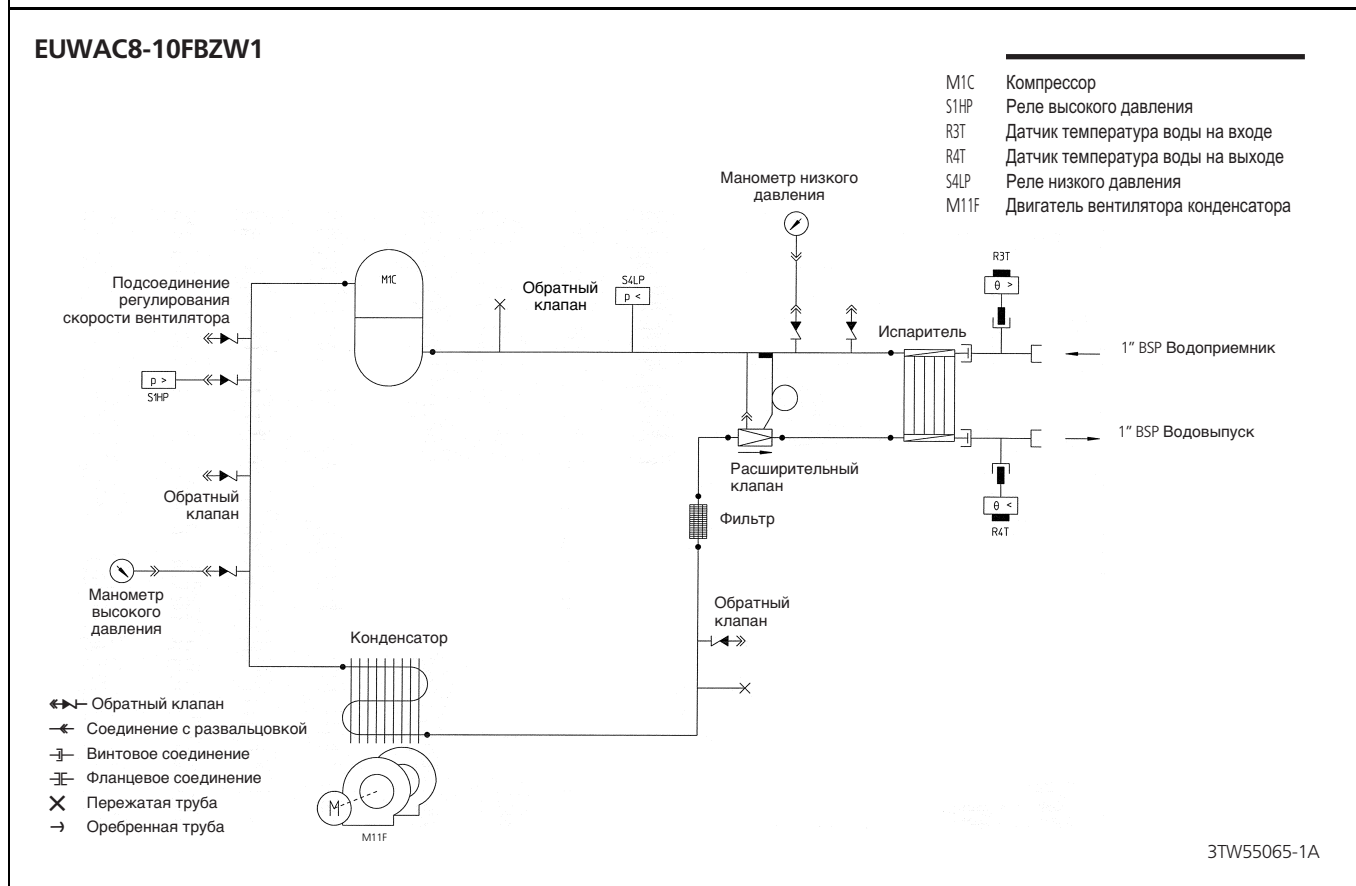 EUWAC8-10FBZW1
M1C Компрессор
S1HP Реле высокого давления
R3T Датчик температура воды на входе
R4T Датчик температура воды на выходе
S4LP Реле низкого давления
M11F Двигатель вентилятора конденсатора
Манометр низкого
давления
R3T
θ >
Подсоединение
регулирования
скорости вентилятора
M1C
Обратный
клапан
S4LP
p <
Испаритель
1" BSP Водоприемник
p >
S1HP
1" BSP Водовыпуск
Расширительный
клапан
Обратный
клапан
Фильтр
θ <
R4T
Манометр
высокого
давления
Обратный
клапан
Конденсатор
Обратный клапан
Соединение с развальцовкой
Винтовое соединение
Фланцевое соединение
Пережатая труба
Оребренная труба
M
M11F
3TW55065-1A